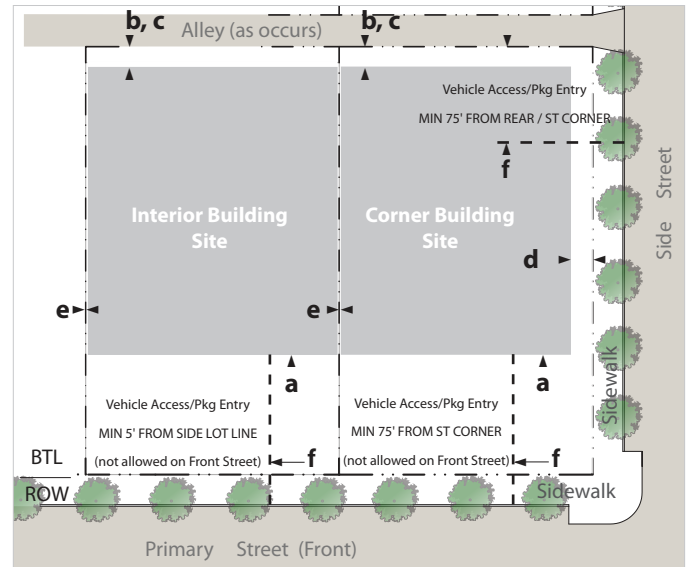 b, c
b, c
Alley (as occurs)
Vehicle Access/Pkg Entry
MIN 75' FROM REAR / ST CORNER
f
Side Street
Interior Building
Site
Corner Building
Site
d
e
e
a
a
Sidewalk
Vehicle Access/Pkg Entry
MIN 5' FROM SIDE LOT LINE
(not allowed on Front Street)
f
Vehicle Access/Pkg Entry
MIN 75' FROM ST CORNER
(not allowed on Front Street)
f
BTL
ROW
Sidewalk
Primary Street (Front)